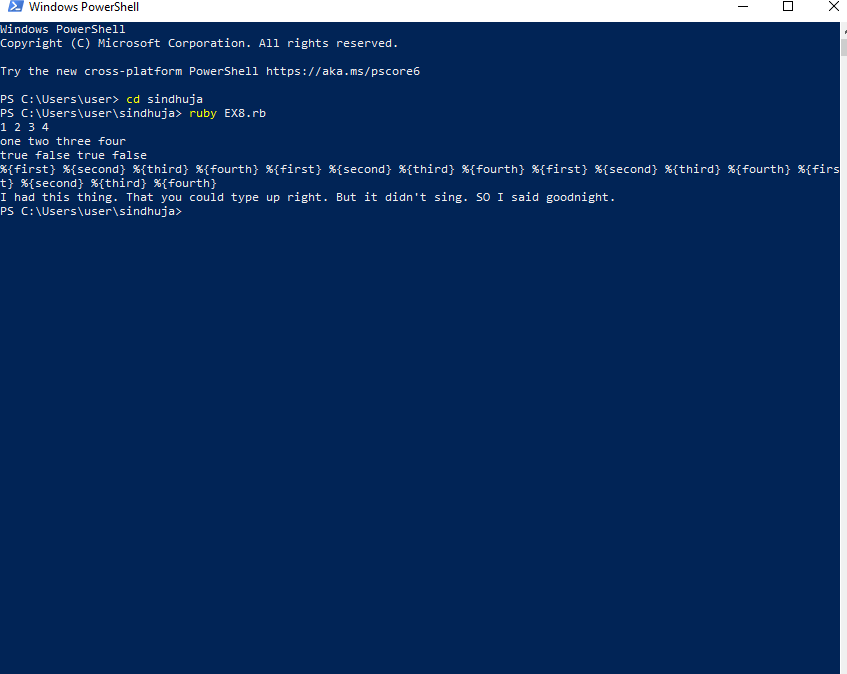 Windows PowerShell
Windows PowerShell
Copyright (C) Microsoft Corporation. All rights reserved.
Try the new cross-platform PowerShell https://aka.ms/pscore6
PS C:\Users\user> cd sindhuja
PS C:\Users\user\sindhuja> ruby EX8.rb
1 2 3 4
one two three four
true false true false
%{first} %{second} %{third} %{fourth} %{first} %{second} %{third} %{fourth} %{first} %{second} %{third} %{fourth} %{firs
t} %{second} %{third} %{fourth}
I had this thing. That you could type up right. But it didn't sing. SO I said goodnight.
PS C:\Users\user\sindhuja>